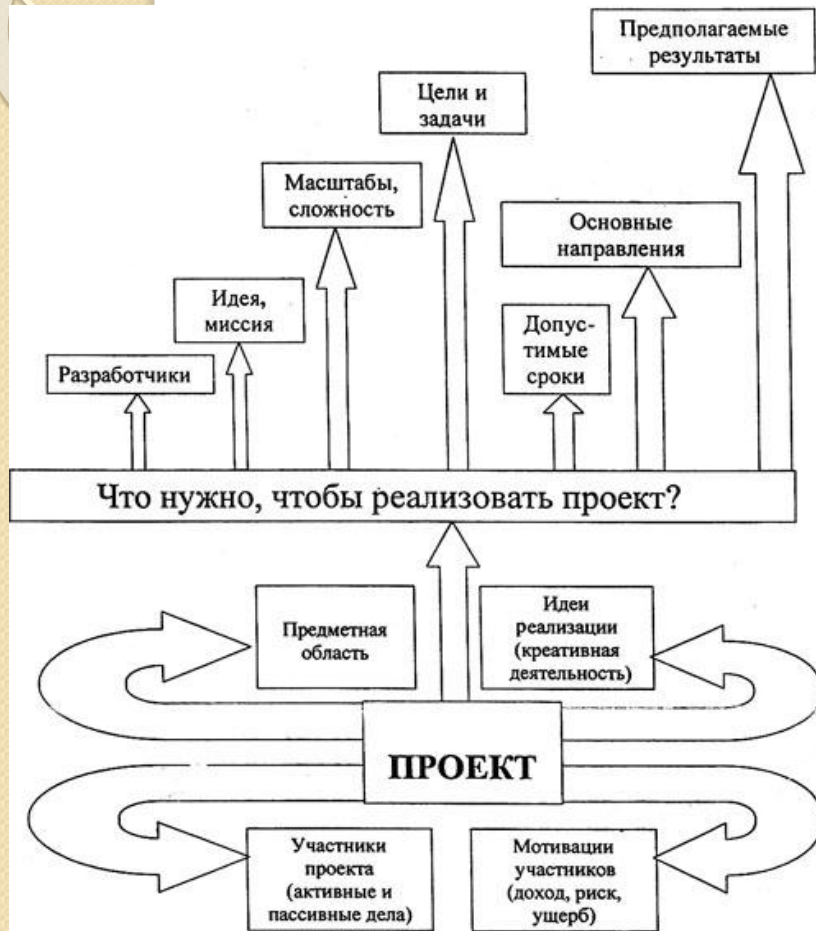 Предполагаемые
результаты
Цели и
задачи
Масштабы,
сложность
Основные
направления
Идея,
миссия
Допус-
тимые
сроки
Разработчики
Что нужно, чтобы реализовать проект?
Предметная
область
Идеи
реализации
(креативная
деятельность)
ПРОЕКТ
Участники
проекта
(активные и
пассивные дела)
Мотивации
участников
(доход, риск,
ущерб)